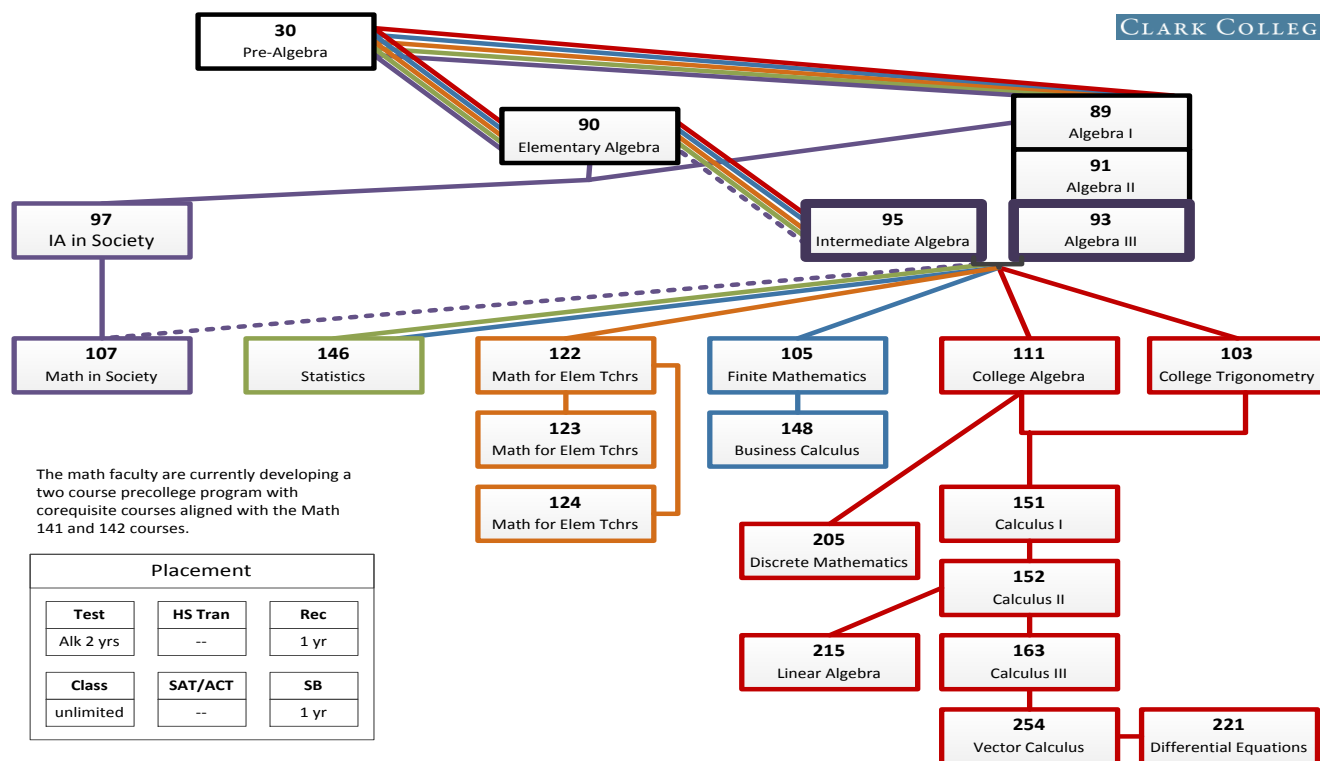 CLARK COLLEG
30
Pre-Algebra
90
Elementary Algebra
89
Algebra I
91
Algebra II
97
IA in Society
95
Intermediate Algebra
93
Algebra III
107
Math in Society
146
Statistics
122
Math for Elem Tchrs
105
Finite Mathematics
111
College Algebra
103
College Trigonometry
123
Math for Elem Tchrs
148
Business Calculus
124
Math for Elem Tchrs
151
Calculus I
205
Discrete Mathematics
152
Calculus II
215
Linear Algebra
163
Calculus III
254
Vector Calculus
221
Differential Equations
The math faculty are currently developing a
two course precollege program with
corequisite courses aligned with the Math
141 and 142 courses.
Placement
Test
Alk 2 yrs
HS Tran
--
Rec
1 yr
Class
unlimited
SAT/ACT
--
SB
1 yr